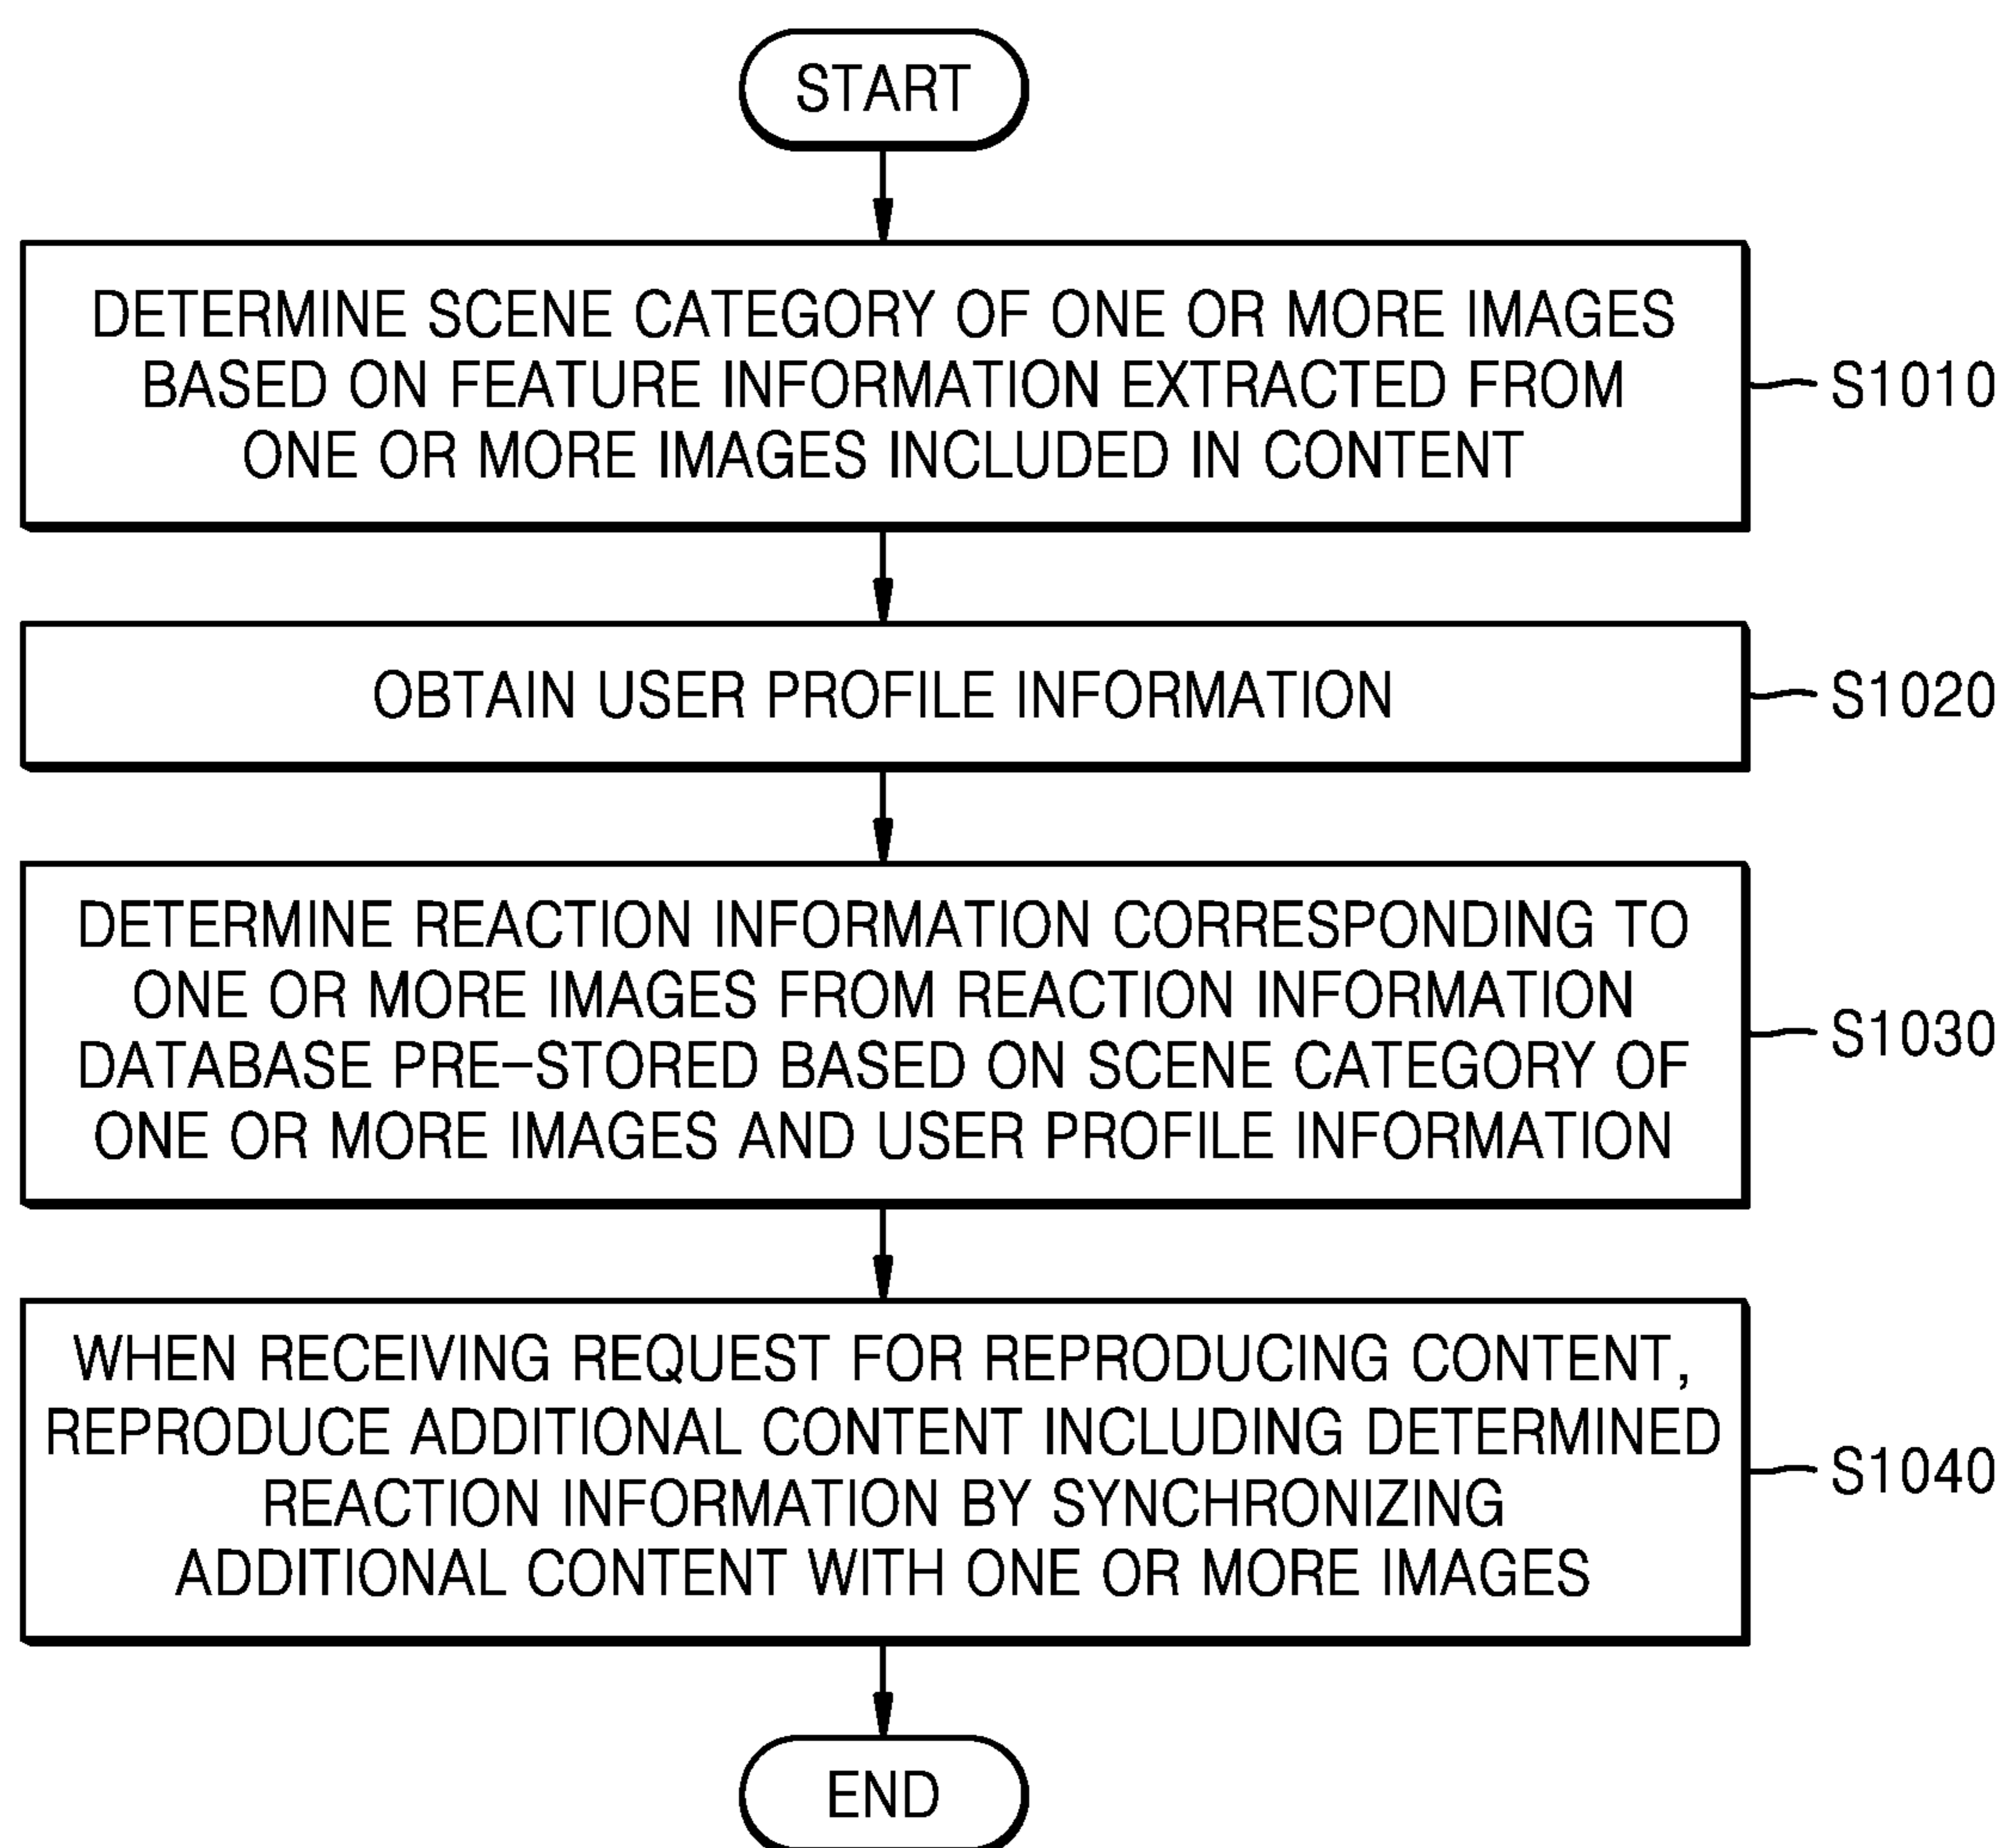 START
DETERMINE SCENE CATEGORY OF ONE OR MORE IMAGES
BASED ON FEATURE INFORMATION EXTRACTED FROM
ONE OR MORE IMAGES INCLUDED IN CONTENT
S1010
OBTAIN USER PROFILE INFORMATION
S1020
DETERMINE REACTION INFORMATION CORRESPONDING TO
ONE OR MORE IMAGES FROM REACTION INFORMATION
DATABASE PRE-STORED BASED ON SCENE CATEGORY OF
ONE OR MORE IMAGES AND USER PROFILE INFORMATION
S1030
WHEN RECEIVING REQUEST FOR REPRODUCING CONTENT,
REPRODUCE ADDITIONAL CONTENT INCLUDING DETERMINED
REACTION INFORMATION BY SYNCHRONIZING
ADDITIONAL CONTENT WITH ONE OR MORE IMAGES
S1040
END